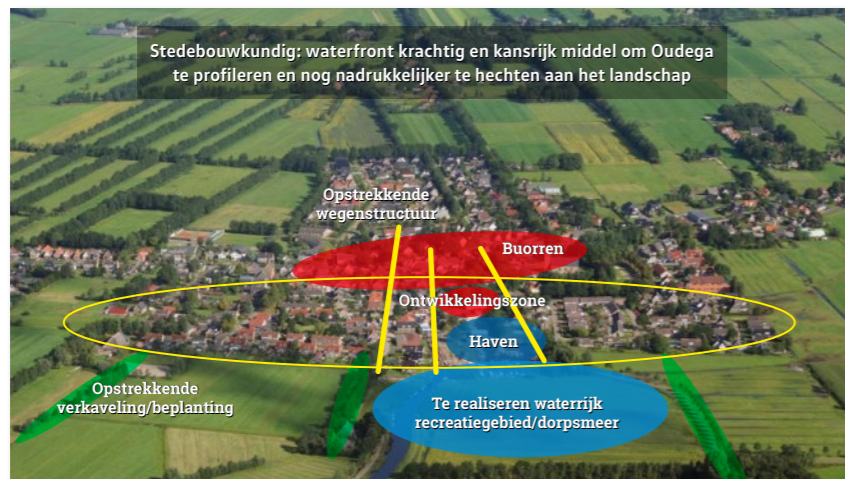 Stedebouwkundig: waterfront krachtig en kansrijk middel om Oudega
te profileren en nog nadrukkelijker te hechten aan het landschap
Opstrekkende
wegenstructuur
Buorren
Ontwikkelingszone
Haven
Opstrekkende
verkaveling/beplanting
Te realiseren waterrijk
recreatiegebied/dorpsmeer